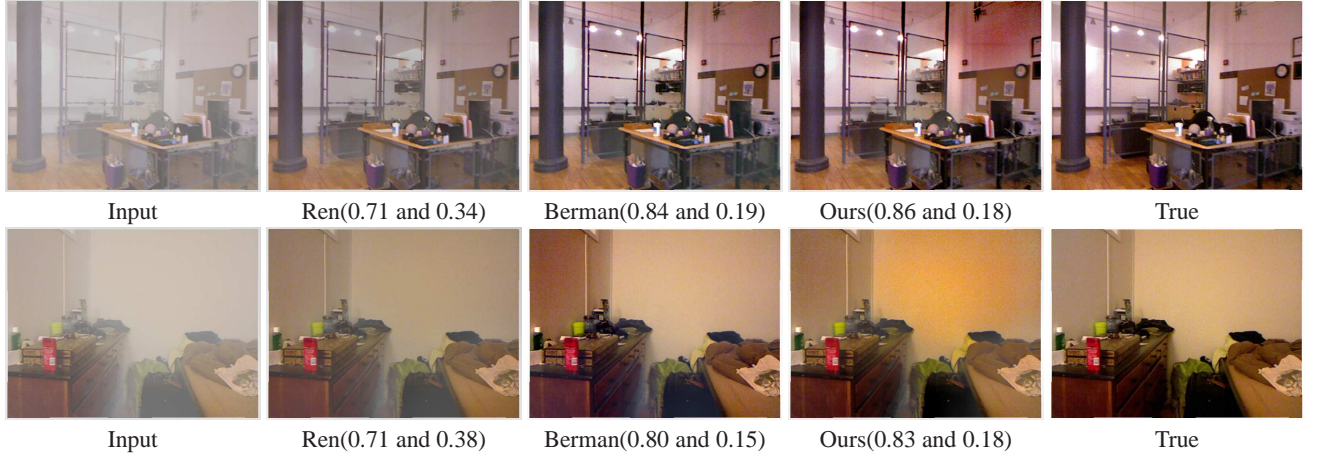 Input Ren(0.71 and 0.34) Berman(0.84 and 0.19) Ours(0.86 and 0.18) True
Input Ren(0.71 and 0.38) Berman(0.80 and 0.15) Ours(0.83 and 0.18) True